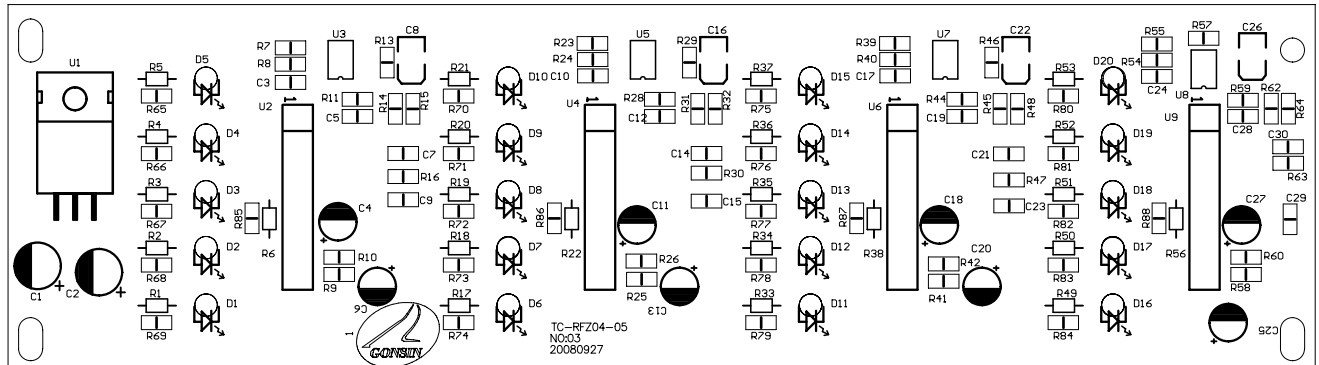 U1
R5
R65
R4
R66
R3
R67
R2
R68
R1
R69
C1
C2
D5
D4
D3
D2
D1
R7
R8
C3
U2
R85
R6
U3
R13
C8
R11
C5
R14
R15
C7
R16
C9
C4
R10
R9
C6
1
GONSIN
R21
R70
R20
R71
R19
R72
R18
R73
R17
R74
D10
D9
D8
D7
D6
R23
R24
C10
U4
R86
R22
U5
R29
C16
R28
C12
R31
R32
C14
R30
C15
C11
R26
R25
C13
TC-RFZ04-05
NO:03
20080927
R37
R75
R36
R76
R35
R77
R34
R78
R33
R79
D15
D14
D13
D12
D11
R39
R40
C17
U6
R87
R38
U7
R46
C22
R44
C19
R45
R48
C21
R47
C23
C18
C20
R42
R41
R53
R80
R52
R81
R51
R82
R50
R83
R49
R84
D20
D19
D18
D17
D16
R55
R54
C24
R57
C26
U8
U9
R59
C28
R62
R64
C30
R63
C29
R88
R56
C27
R60
R58
C25